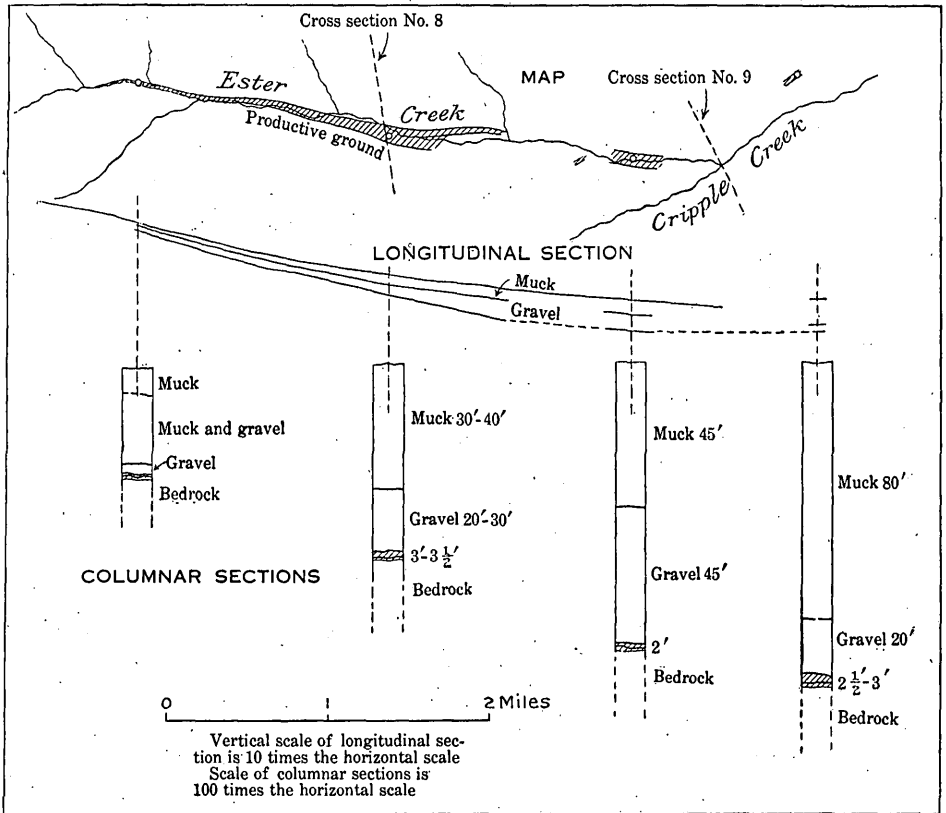 Cross section No. 8
MAP
Cross section No. 9
Ester
Creek
Productive ground
Cripple Creek
LONGITUDINAL SECTION
Muck
Gravel
Muck
Muck and gravel
Gravel
Bedrock
Muck 30'-40'
Gravel 20'-30'
3'-3 1/2'
Bedrock
Muck 45'
Gravel 45'
2'
Bedrock
Muck 80'
Gravel 20'
2 1/2'-3'
Bedrock
COLUMNAR SECTIONS
0 1 2 Miles
Vertical scale of longitudinal sec-
tion is 10 times the horizontal scale
Scale of columnar sections is
100 times the horizontal scale